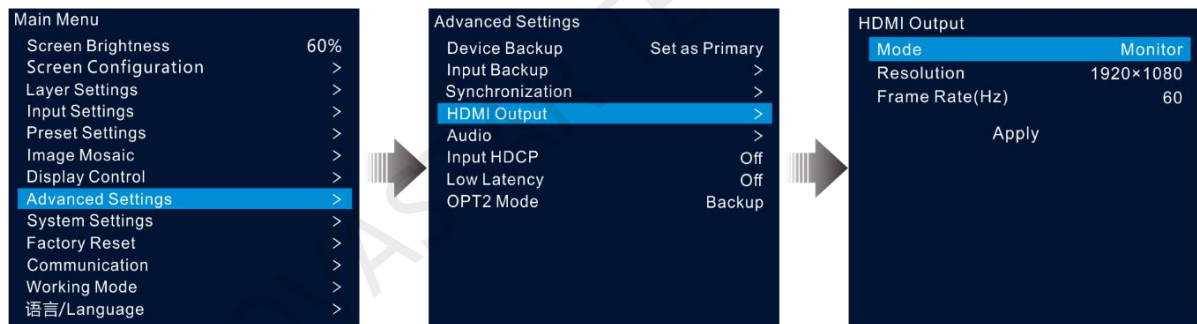 Main Menu
Screen Brightness 60%
Screen Configuration >
Layer Settings >
Input Settings >
Preset Settings >
Image Mosaic >
Display Control >
Advanced Settings >
System Settings >
Factory Reset >
Communication >
Working Mode >
语言/Language >
Advanced Settings
Device Backup Set as Primary
Input Backup >
Synchronization >
HDMI Output >
Audio >
Input HDCP Off
Low Latency Off
OPT2 Mode Backup
HDMI Output
Mode Monitor
Resolution 1920×1080
Frame Rate(Hz) 60
Apply